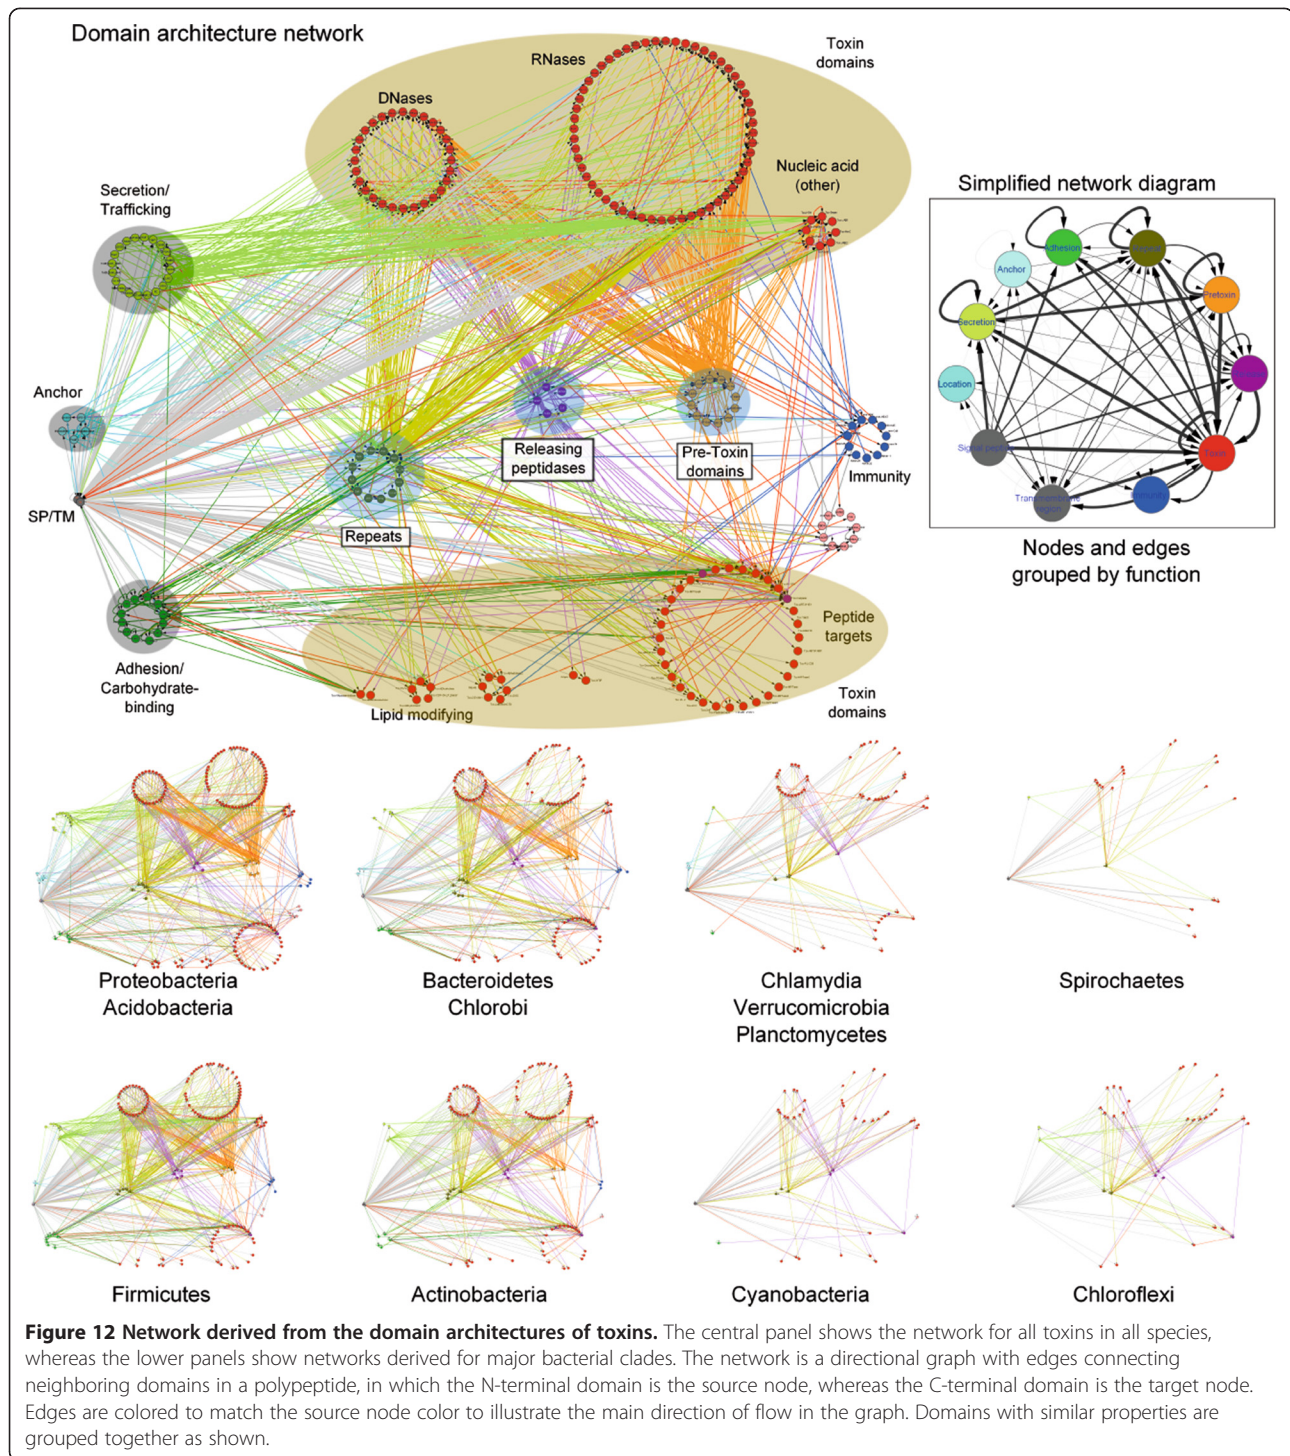 Domain architecture network
RNases
Toxin
domains
DNases
Nucleic acid
(other)
Secretion/
Trafficking
Simplified network diagram
Adhesion
Anchor
Pretoxin
Secretion
Location
Signal peptide
Toxin
Transmembrane
region
Immunity
Nodes and edges
grouped by function
Anchor
SP/TM
Releasing
peptidases
Pre-Toxin
domains
Immunity
Repeats
Adhesion/
Carbohydrate-
binding
Peptide
targets
Lipid modifying
Toxin
domains
Proteobacteria
Acidobacteria
Bacteroidetes
Chlorobi
Chlamydia
Verrucomicrobia
Planctomycetes
Spirochaetes
Firmicutes
Actinobacteria
Cyanobacteria
Chloroflexi
Figure 12 Network derived from the domain architectures of toxins. The central panel shows the network for all toxins in all species,
whereas the lower panels show networks derived for major bacterial clades. The network is a directional graph with edges connecting
neighboring domains in a polypeptide, in which the N-terminal domain is the source node, whereas the C-terminal domain is the target node.
Edges are colored to match the source node color to illustrate the main direction of flow in the graph. Domains with similar properties are
grouped together as shown.